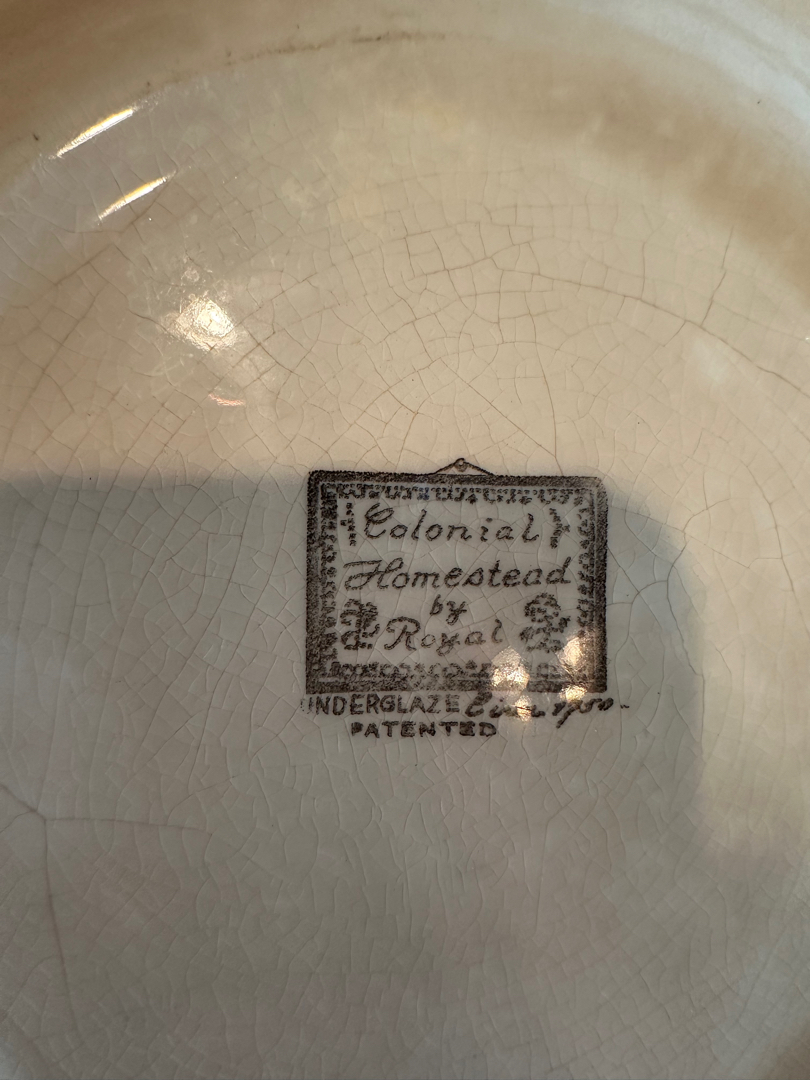 Colonial
Homestead
by
Royal
UNDERGLAZE
PATENTED